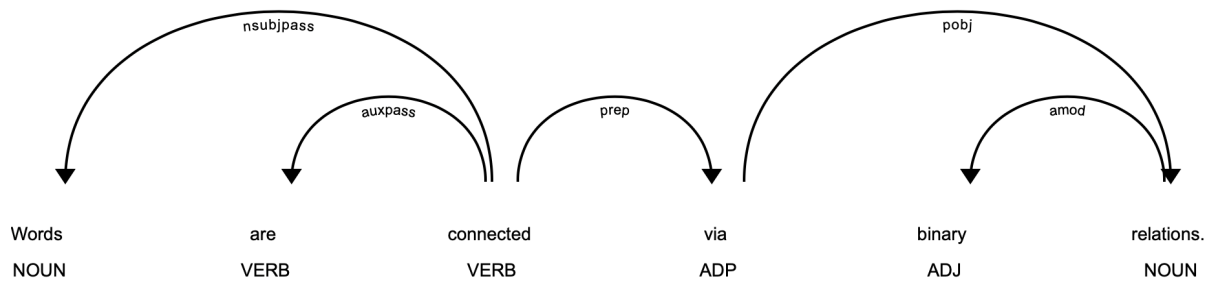 nsubjpass pobj
auxpass prep amod
Words are connected via binary relations.
NOUN VERB VERB ADP ADJ NOUN